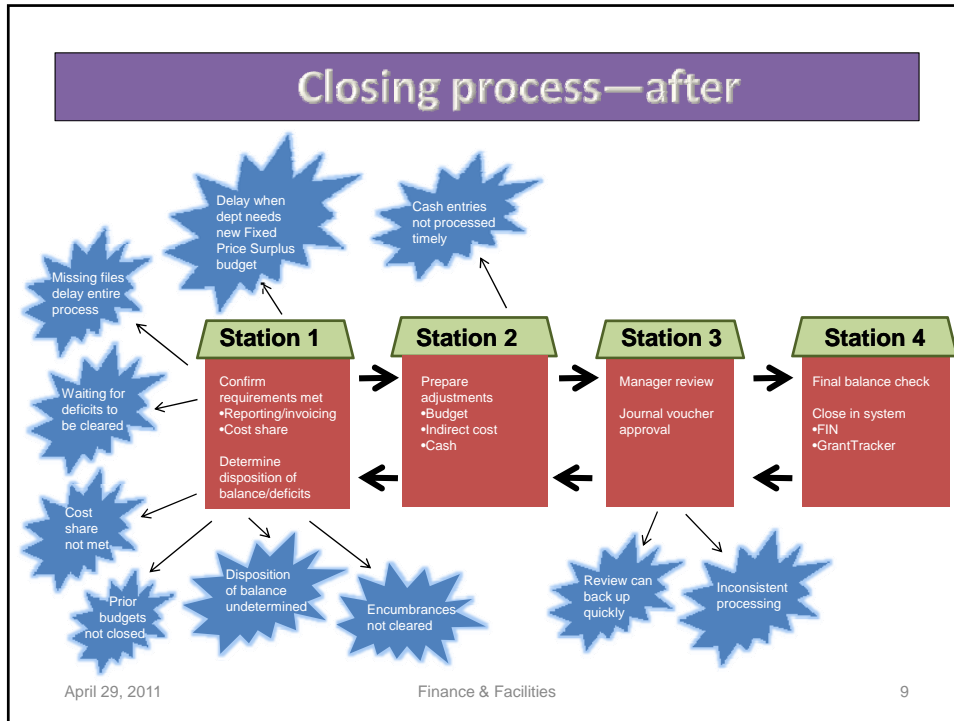 Closing process—after
Delay when
dept needs
new Fixed
Price Surplus
budget
Cash entries
not processed
timely
Missing files
delay entire
process
Waiting for
deficits to
be cleared
Cost
share
not met
Prior
budgets
not closed
Disposition
of balance
undetermined
Encumbrances
not cleared
Station 1
Confirm
requirements met
•Reporting/invoicing
•Cost share
Determine
disposition of
balance/deficits
Station 2
Prepare
adjustments
•Budget
•Indirect cost
•Cash
Station 3
Manager review
Journal voucher
approval
Station 4
Final balance check
Close in system
•FIN
•GrantTracker
Review can
back up
quickly
Inconsistent
processing
April 29, 2011
Finance & Facilities
9